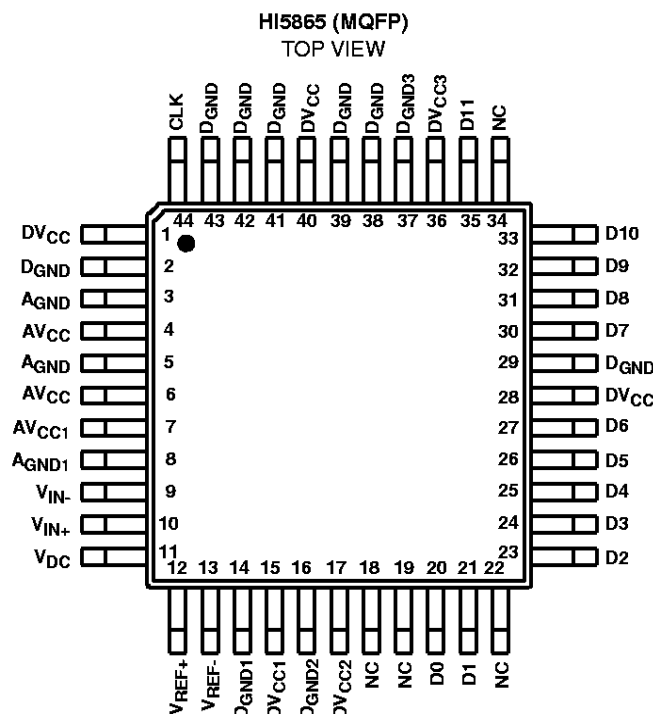 HI5865 (MQFP)
TOP VIEW
CLK DGND DGND DGND DVCC DGND DGND DGND3 DVCC3 D11 NC
44 43 42 41 40 39 38 37 36 35 34
DVCC 1 33 D10
DGND 2 32 D9
AGND 3 31 D8
AVCC 4 30 D7
AGND 5 29 DGND
AVCC 6 28 DVCC
AVCC1 7 27 D6
AGND1 8 26 D5
VIN- 9 25 D4
VIN+ 10 24 D3
VDC 11 23 D2
12 13 14 15 16 17 18 19 20 21 22
VREF+ VREF- DGND1 DVCC1 DGND2 DVCC2 NC NC D0 D1 NC